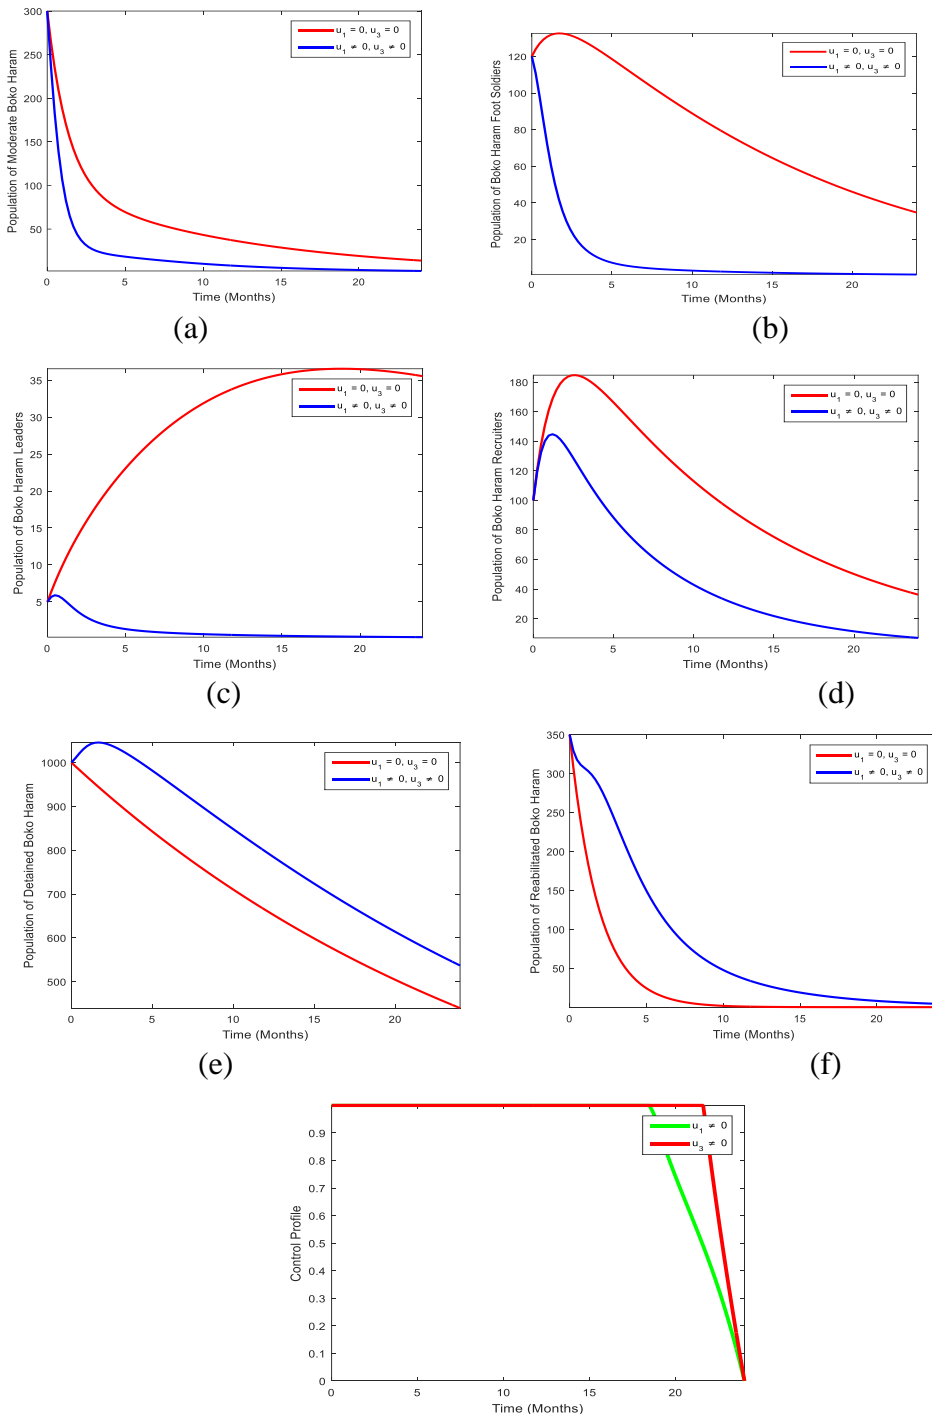 300
250
200
150
100
50
0
5
10
15
20
Population of Moderate Boko Haram
Time (Months)
u1 = 0, u3 = 0
u1 ≠ 0, u3 ≠ 0
(a)
120
100
80
60
40
20
0
5
10
15
20
Population of Boko Haram Foot Soldiers
Time (Months)
u1 = 0, u3 = 0
u1 ≠ 0, u3 ≠ 0
(b)
35
30
25
20
15
10
5
0
5
10
15
20
Population of Boko Haram Leaders
Time (Months)
u1 = 0, u3 = 0
u1 ≠ 0, u3 ≠ 0
(c)
180
160
140
120
100
80
60
40
20
0
5
10
15
20
Population of Boko Haram Recruiters
Time (Months)
u1 = 0, u3 = 0
u1 ≠ 0, u3 ≠ 0
(d)
1000
900
800
700
600
500
0
5
10
15
20
Population of Detained Boko Haram
Time (Months)
u1 = 0, u3 = 0
u1 ≠ 0, u3 ≠ 0
(e)
350
300
250
200
150
100
50
0
5
10
15
20
Population of Reabilitated Boko Haram
Time (Months)
u1 = 0, u3 = 0
u1 ≠ 0, u3 ≠ 0
(f)
0.9
0.8
0.7
0.6
0.5
0.4
0.3
0.2
0.1
0
0
5
10
15
20
Control Profile
Time (Months)
u1 ≠ 0
u3 ≠ 0